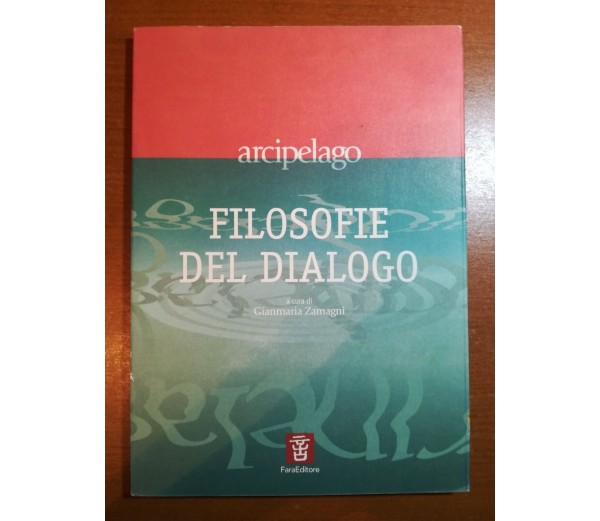 arcipelago
FILOSOFIE
DEL DIALOGO
a cura di
Gianmaria Zamagni
FaraEditore